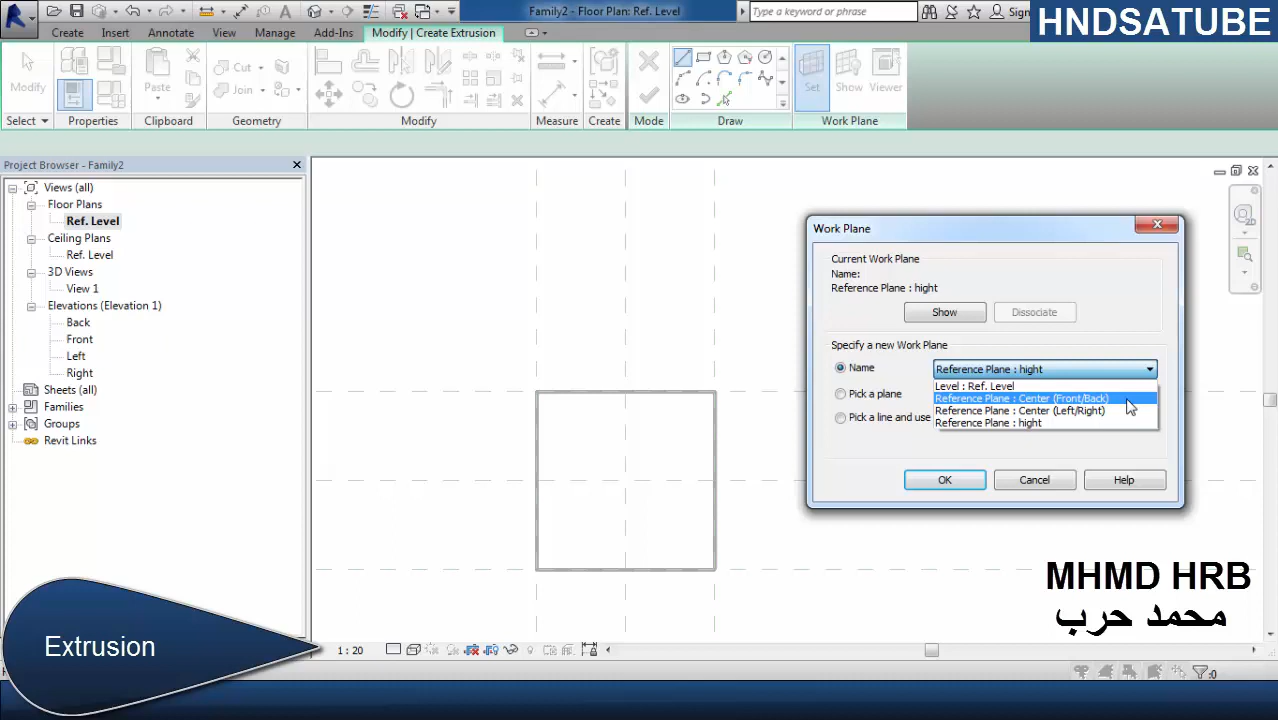 Family2 - Floor Plan: Ref. Level
Type a keyword or phrase
Sign
HNDSATUBE
Create
Insert
Annotate
View
Manage
Add-Ins
Modify | Create Extrusion
Modify
Paste
Cut
Join
Set
Show
Viewer
Select
Properties
Clipboard
Geometry
Modify
Measure
Create
Mode
Draw
Work Plane
Project Browser - Family2
Views (all)
Floor Plans
Ref. Level
Ceiling Plans
Ref. Level
3D Views
View 1
Elevations (Elevation 1)
Back
Front
Left
Right
Sheets (all)
Families
Groups
Revit Links
Work Plane
Current Work Plane
Name:
Reference Plane : hight
Show
Dissociate
Specify a new Work Plane
Name
Reference Plane : hight
Level : Ref. Level
Reference Plane : Center (Front/Back)
Reference Plane : Center (Left/Right)
Reference Plane : hight
Pick a plane
Pick a line and use
OK
Cancel
Help
MHMD HRB
محمد حرب
Extrusion
1 : 20
:0